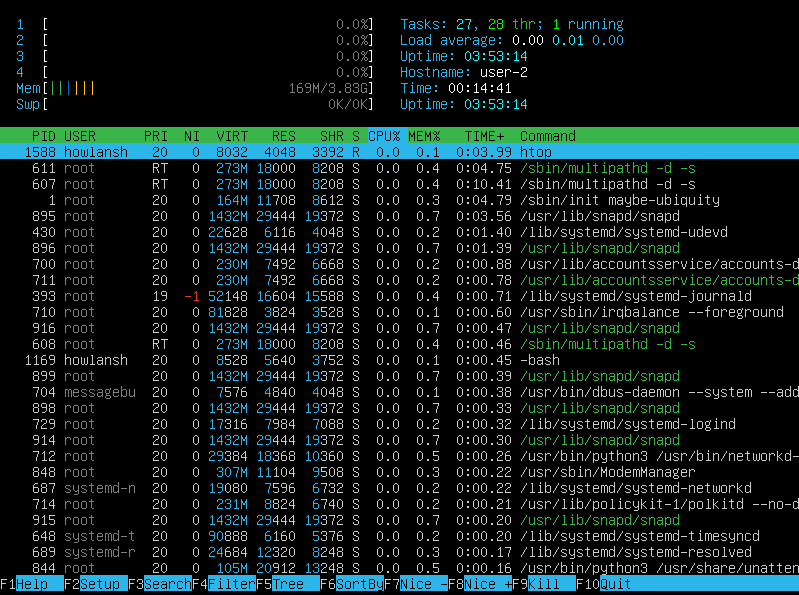 1 [ 0.0%] Tasks: 27, 28 thr; 1 running
2 [ 0.0%] Load average: 0.00 0.01 0.00
3 [ 0.0%] Uptime: 03:53:14
4 [ 0.0%] Hostname: user-2
Mem[|||||| 169M/3.83G] Time: 00:14:41
Swp[ 0K/0K] Uptime: 03:53:14
PID USER PRI NI VIRT RES SHR S CPU% MEM% TIME+ Command
1588 howlansh 20 0 8032 4048 3392 R 0.0 0.1 0:03.99 htop
611 root RT 0 273M 18000 8208 S 0.0 0.4 0:04.75 /sbin/multipathd -d -s
607 root RT 0 273M 18000 8208 S 0.0 0.4 0:10.41 /sbin/multipathd -d -s
1 root 20 0 164M 11708 8612 S 0.0 0.3 0:04.79 /sbin/init maybe-ubiquity
895 root 20 0 1432M 29444 19372 S 0.0 0.7 0:03.56 /usr/lib/snapd/snapd
430 root 20 0 22628 6116 4048 S 0.0 0.2 0:01.40 /lib/systemd/systemd-udevd
896 root 20 0 1432M 29444 19372 S 0.0 0.7 0:01.39 /usr/lib/snapd/snapd
700 root 20 0 230M 7492 6668 S 0.0 0.2 0:00.88 /usr/lib/accountsservice/accounts-d
711 root 20 0 230M 7492 6668 S 0.0 0.2 0:00.78 /usr/lib/accountsservice/accounts-d
393 root 19 -1 52148 16604 15588 S 0.0 0.4 0:00.71 /lib/systemd/systemd-journald
710 root 20 0 81828 3824 3528 S 0.0 0.1 0:00.60 /usr/sbin/irqbalance --foreground
916 root 20 0 1432M 29444 19372 S 0.0 0.7 0:00.47 /usr/lib/snapd/snapd
608 root RT 0 273M 18000 8208 S 0.0 0.4 0:00.46 /sbin/multipathd -d -s
1169 howlansh 20 0 8528 5640 3752 S 0.0 0.1 0:00.45 -bash
899 root 20 0 1432M 29444 19372 S 0.0 0.7 0:00.39 /usr/lib/snapd/snapd
704 messagebu 20 0 7576 4840 4048 S 0.0 0.1 0:00.38 /usr/bin/dbus-daemon --system --add
898 root 20 0 1432M 29444 19372 S 0.0 0.7 0:00.33 /usr/lib/snapd/snapd
729 root 20 0 17316 7984 7088 S 0.0 0.2 0:00.32 /lib/systemd/systemd-logind
914 root 20 0 1432M 29444 19372 S 0.0 0.7 0:00.30 /usr/lib/snapd/snapd
712 root 20 0 29384 18368 10360 S 0.0 0.5 0:00.26 /usr/bin/python3 /usr/bin/networkd-
848 root 20 0 307M 11104 9508 S 0.0 0.3 0:00.22 /usr/sbin/ModemManager
687 systemd-n 20 0 19080 7596 6732 S 0.0 0.2 0:00.22 /lib/systemd/systemd-networkd
714 root 20 0 231M 8824 6740 S 0.0 0.2 0:00.21 /usr/lib/policykit-1/polkitd --no-d
915 root 20 0 1432M 29444 19372 S 0.0 0.7 0:00.20 /usr/lib/snapd/snapd
648 systemd-t 20 0 90888 6160 5376 S 0.0 0.2 0:00.20 /lib/systemd/systemd-timesyncd
689 systemd-r 20 0 24684 12320 8248 S 0.0 0.3 0:00.17 /lib/systemd/systemd-resolved
844 root 20 0 105M 20912 13248 S 0.0 0.5 0:00.16 /usr/bin/python3 /usr/share/unatten
F1Help F2Setup F3SearchF4FilterF5Tree F6SortByF7Nice -F8Nice +F9Kill F10Quit